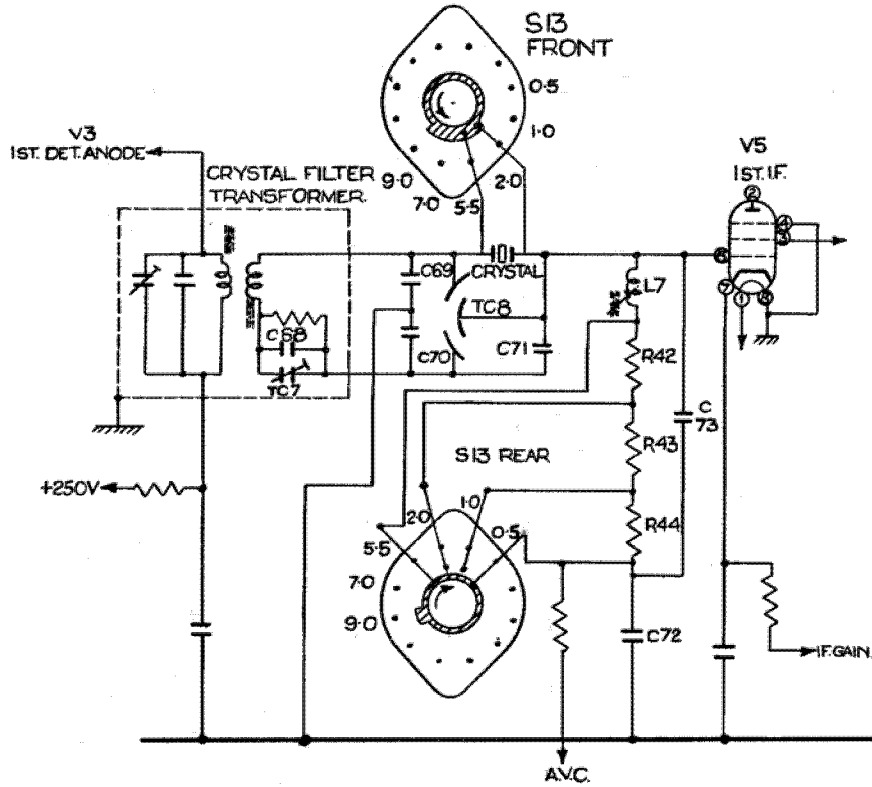 S13
FRONT
0.5
1.0
2.0
5.5
7.0
9.0
V3
1ST. DET. ANODE
CRYSTAL FILTER
TRANSFORMER.
V5
1ST. I.F.
2
4
3
6
7
1
8
C69
CRYSTAL
TC8
L7
C68
C70
C71
TC7
R42
C
73
R43
S13 REAR
+250V
1.0
2.0
0.5
R44
5.5
7.0
9.0
C72
I.F. GAIN.
A.V.C.